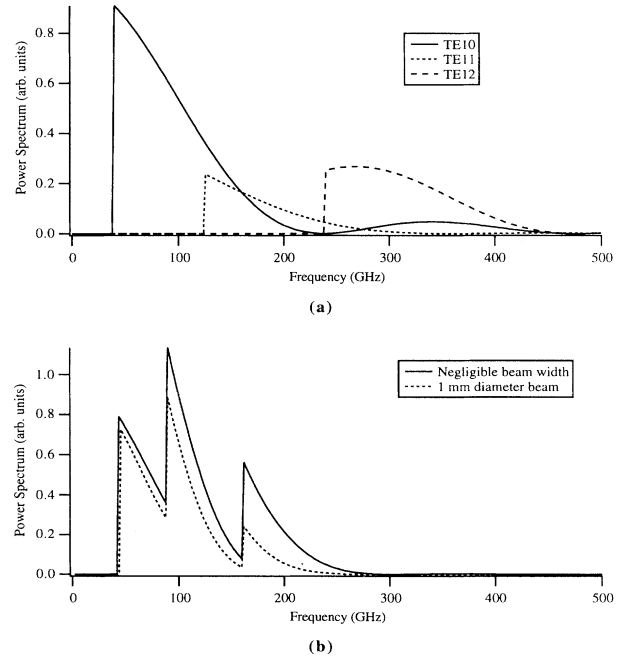 TE10
TE11
TE12
Power Spectrum (arb. units)
0.8
0.6
0.4
0.2
0.0
0
100
200
300
400
500
Frequency (GHz)
(a)
Negligible beam width
1 mm diameter beam
Power Spectrum (arb. units)
1.0
0.8
0.6
0.4
0.2
0.0
0
100
200
300
400
500
Frequency (GHz)
(b)